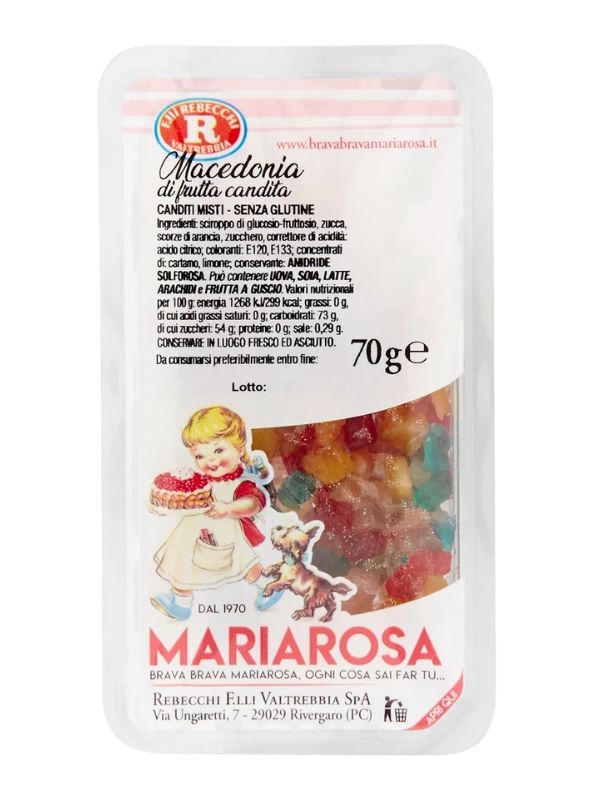 F.lli REBECCHI
R
VALTREBBIA
www.bravabravamariarosa.it
Macedonia
di frutta candita
CANDITI MISTI - SENZA GLUTINE
Ingredienti: sciroppo di glucosio-fruttosio, zucca,
scorze di arancia, zucchero, correttore di acidità:
acido citrico; coloranti: E120, E133; concentrati
di: cartamo, limone; conservante: ANIDRIDE
SOLFOROSA. Può contenere UOVA, SOIA, LATTE,
ARACHIDI e FRUTTA A GUSCIO. Valori nutrizionali
per 100 g: energia 1268 kJ/299 kcal; grassi: 0 g,
di cui acidi grassi saturi: 0 g; carboidrati: 73 g,
di cui zuccheri: 54 g; proteine: 0 g; sale: 0,29 g.
CONSERVARE IN LUOGO FRESCO ED ASCIUTTO.
Da consumarsi preferibilmente entro fine:
70g℮
Lotto:
DAL 1970
MARIAROSA
BRAVA BRAVA MARIAROSA, OGNI COSA SAI FAR TU...
REBECCHI F.LLI VALTREBBIA SPA
Via Ungaretti, 7 - 29029 Rivergaro (PC)
APRI QUI